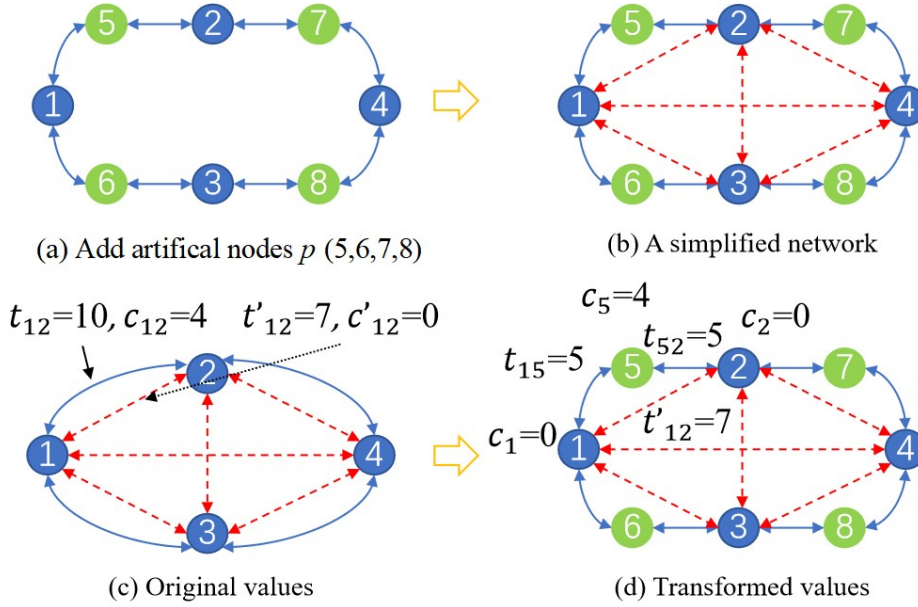 5 2 7
1 4
6 3 8
(a) Add artifical nodes p (5,6,7,8)
5 2 7
1 4
6 3 8
(b) A simplified network
t₁₂=10, c₁₂=4 t'₁₂=7, c'₁₂=0
2
1 4
3
(c) Original values
c₅=4
t₅₂=5 c₂=0
t₁₅=5 5 2 7
c₁=0 1 t'₁₂=7 4
6 3 8
(d) Transformed values